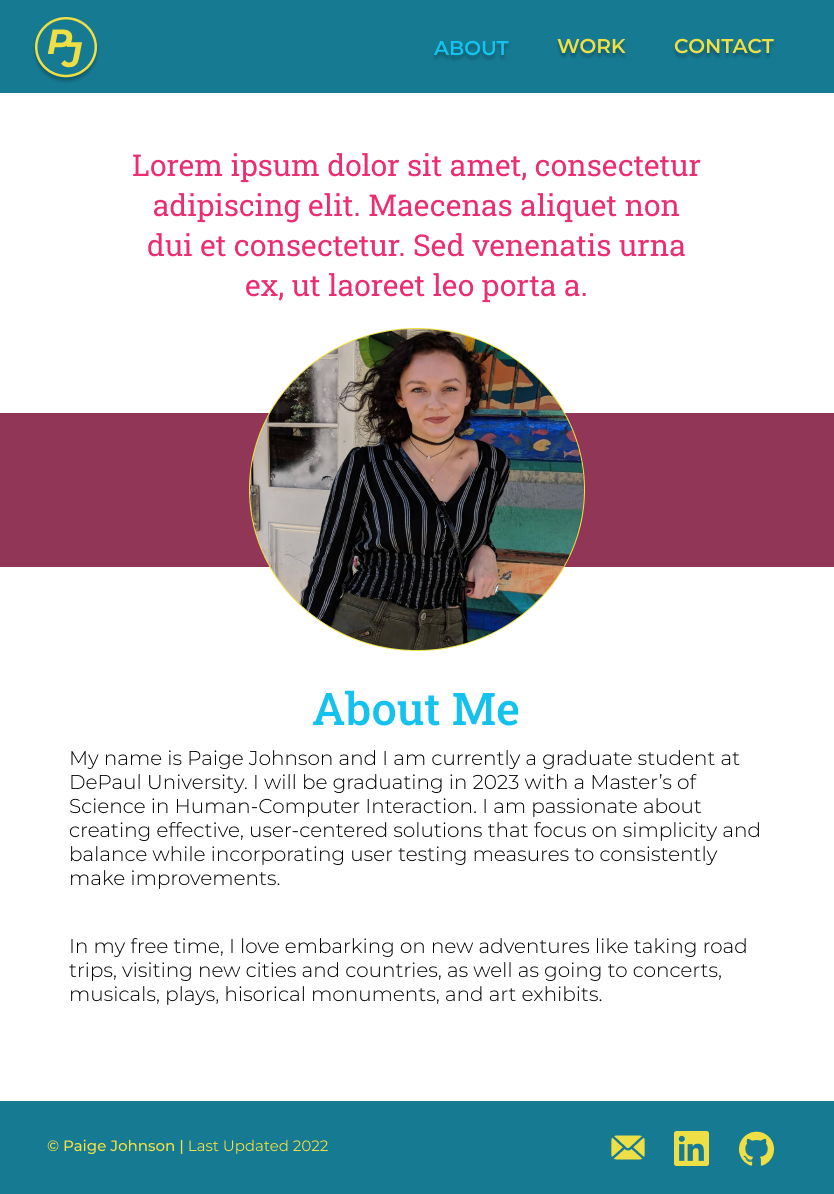 PJ
ABOUT
WORK
CONTACT
Lorem ipsum dolor sit amet, consectetur
adipiscing elit. Maecenas aliquet non
dui et consectetur. Sed venenatis urna
ex, ut laoreet leo porta a.
About Me
My name is Paige Johnson and I am currently a graduate student at
DePaul University. I will be graduating in 2023 with a Master’s of
Science in Human-Computer Interaction. I am passionate about
creating effective, user-centered solutions that focus on simplicity and
balance while incorporating user testing measures to consistently
make improvements.
In my free time, I love embarking on new adventures like taking road
trips, visiting new cities and countries, as well as going to concerts,
musicals, plays, hisorical monuments, and art exhibits.
© Paige Johnson | Last Updated 2022
in